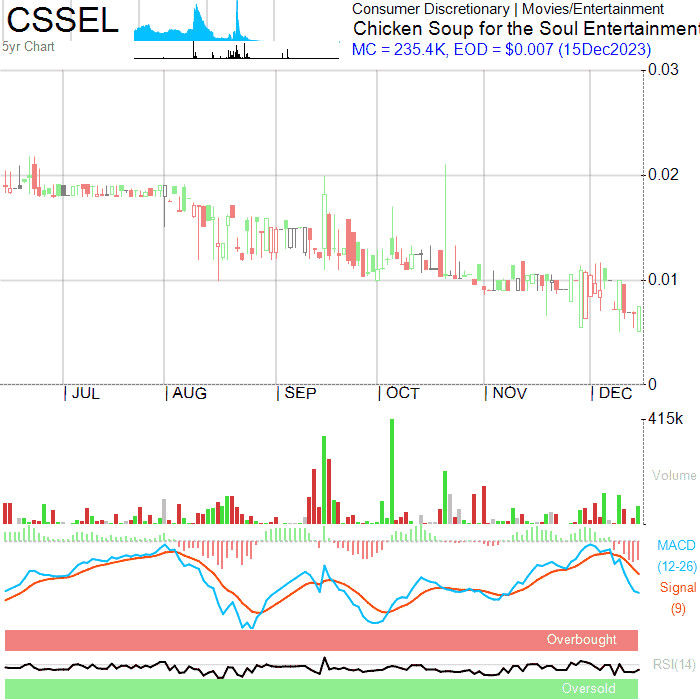 CSSEL
5yr Chart
Consumer Discretionary | Movies/Entertainment
Chicken Soup for the Soul Entertainment
MC = 235.4K, EOD = $0.007 (15Dec2023)
0.03
0.02
0.01
0
| JUL | AUG | SEP | OCT | NOV | DEC
415k
Volume
MACD
(12-26)
Signal
(9)
Overbought
RSI(14)
Oversold